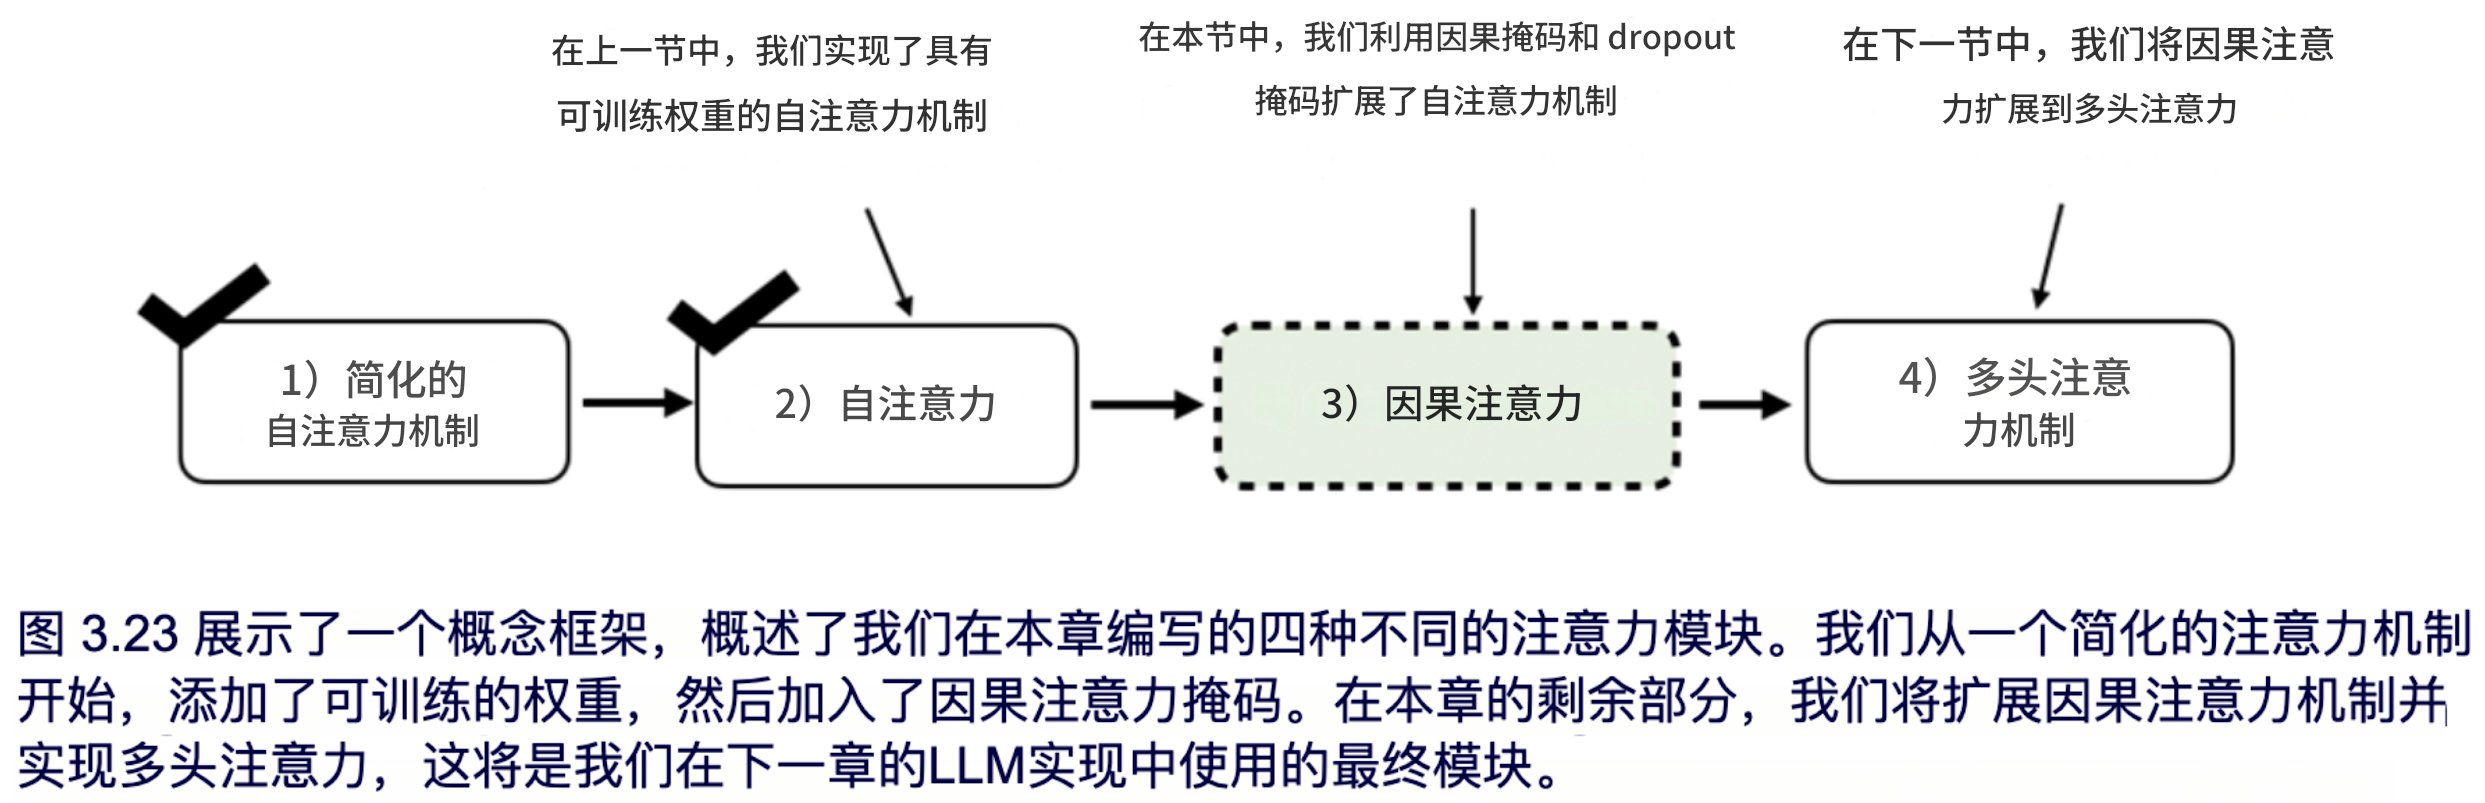 在上一节中，我们实现了具有
可训练权重的自注意力机制
在本节中，我们利用因果掩码和 dropout
掩码扩展了自注意力机制
在下一节中，我们将因果注意
力扩展到多头注意力
1）简化的
自注意力机制
2）自注意力
3）因果注意力
4）多头注意
力机制
图 3.23 展示了一个概念框架，概述了我们在本章编写的四种不同的注意力模块。我们从一个简化的注意力机制
开始，添加了可训练的权重，然后加入了因果注意力掩码。在本章的剩余部分，我们将扩展因果注意力机制并
实现多头注意力，这将是我们在下一章的LLM实现中使用的最终模块。